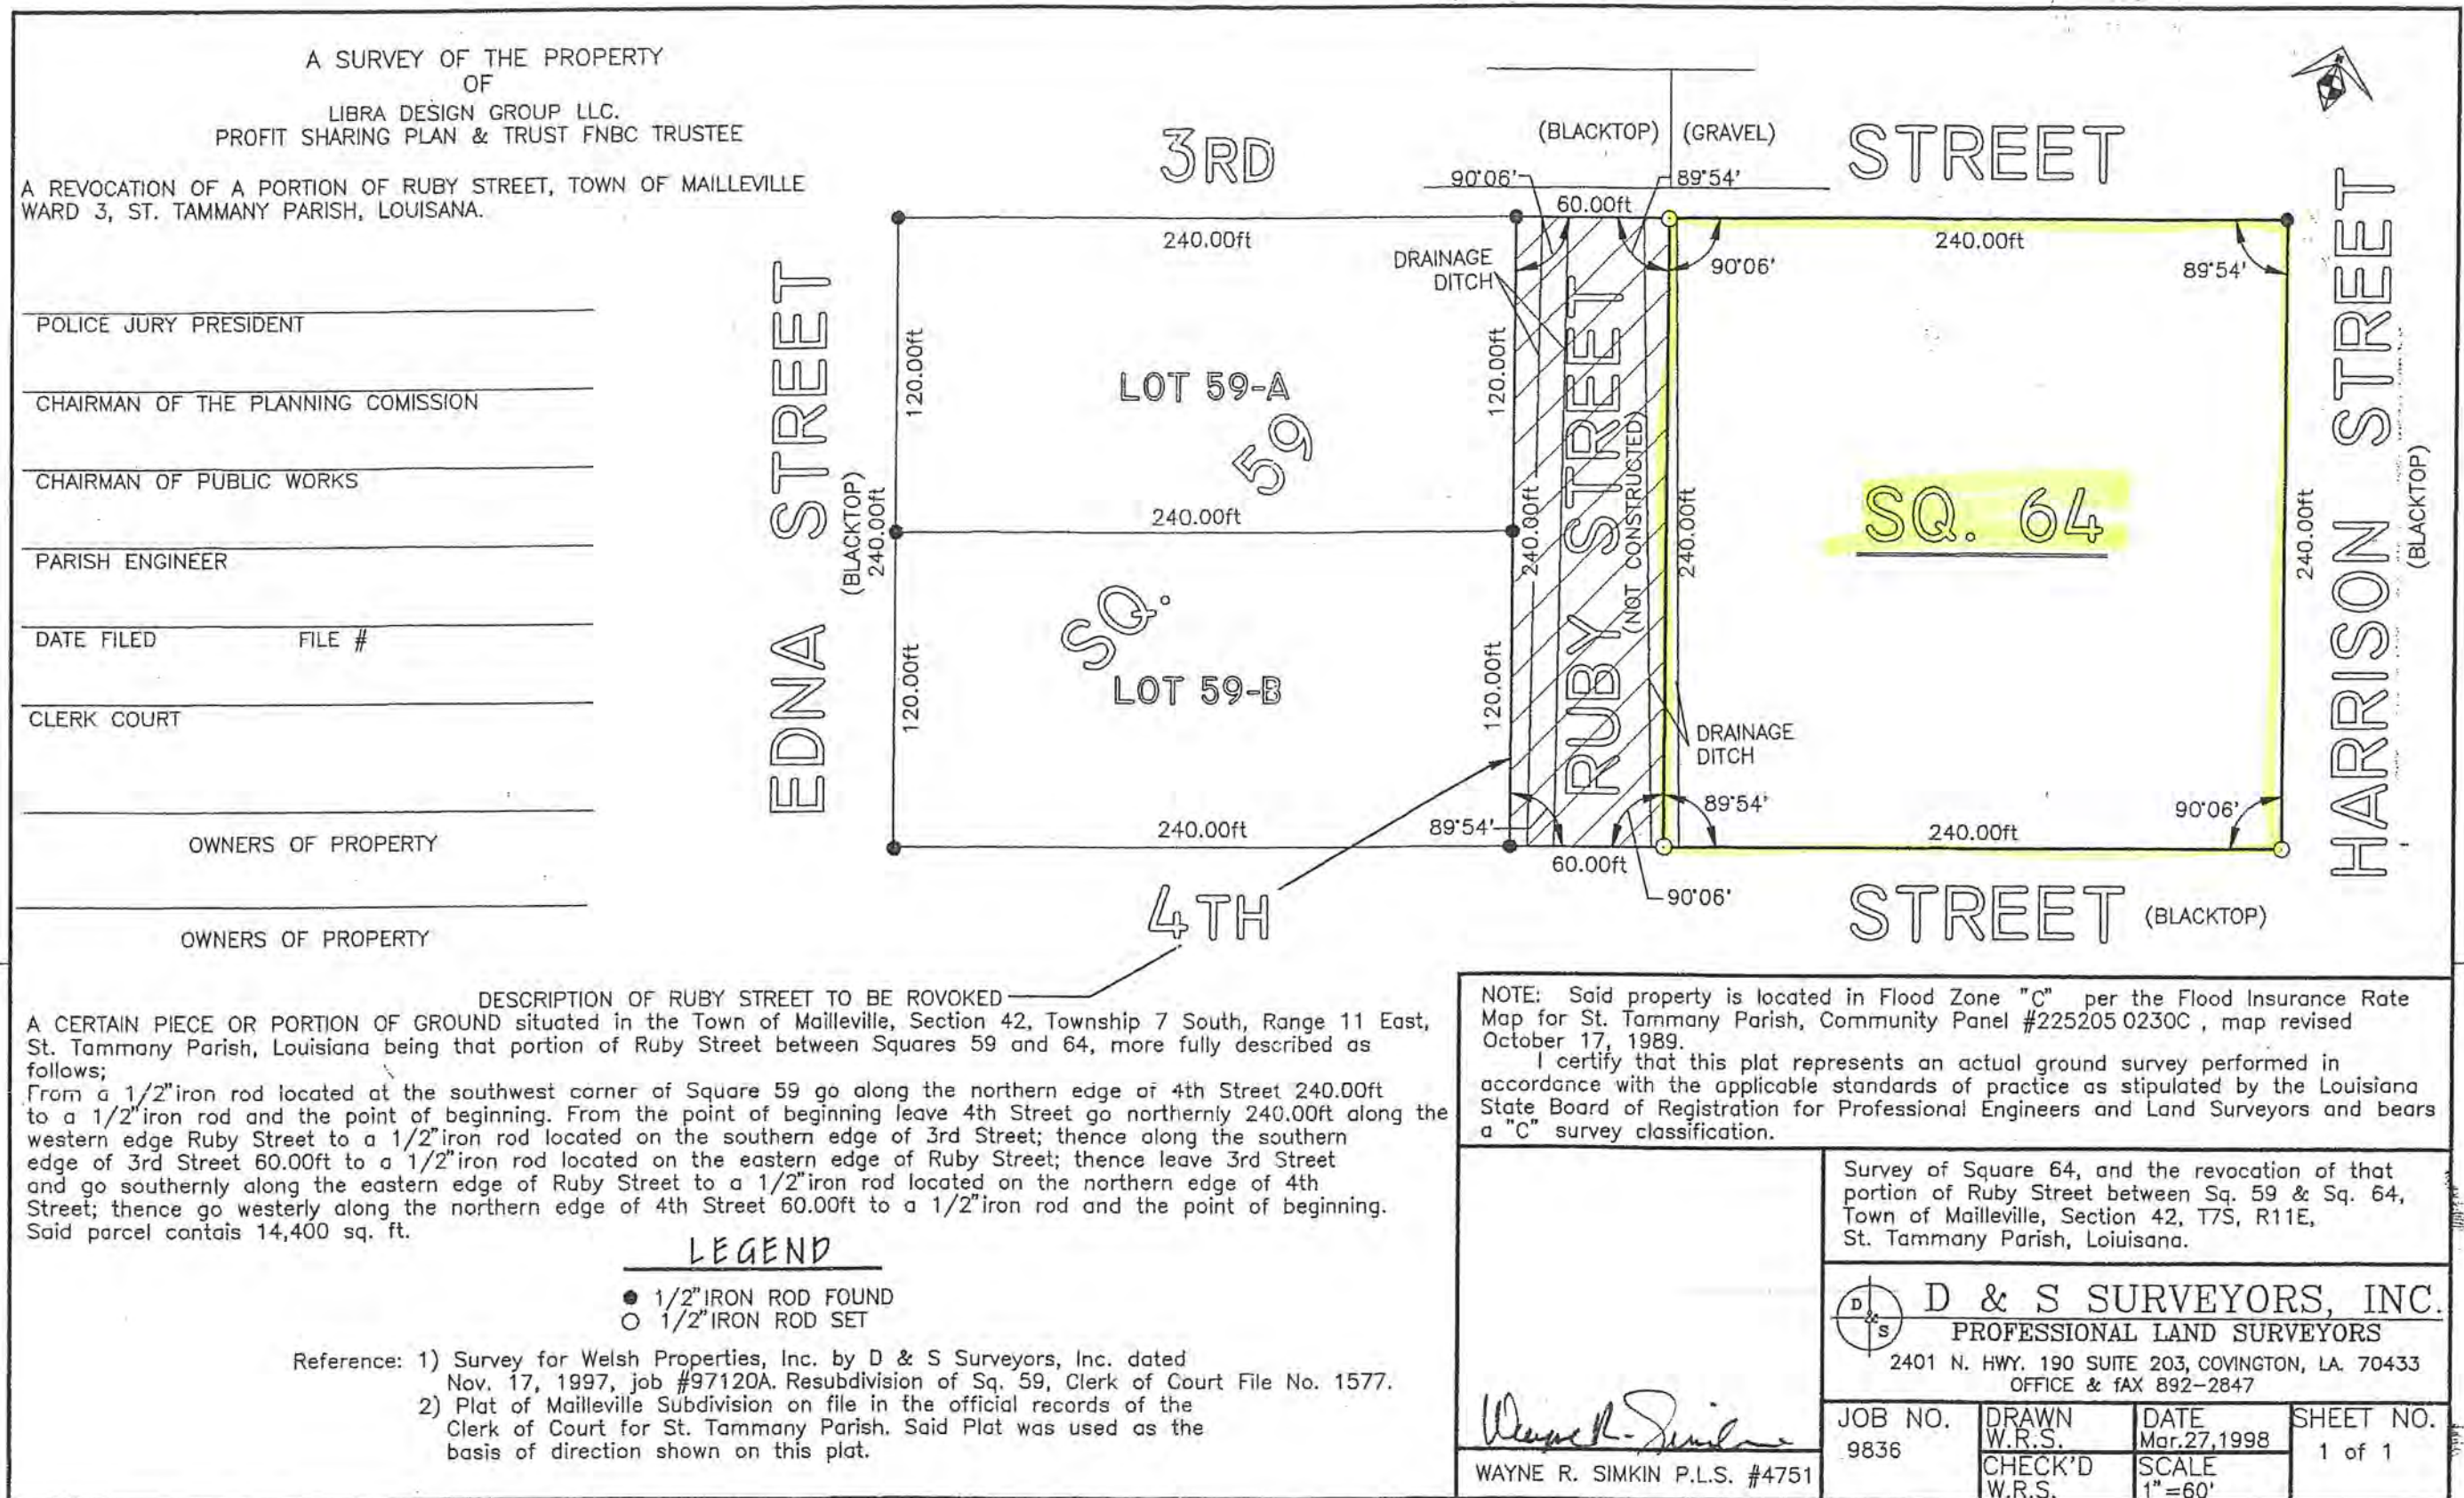 A SURVEY OF THE PROPERTY
OF
LIBRA DESIGN GROUP LLC.
PROFIT SHARING PLAN & TRUST FNBC TRUSTEE
A REVOCATION OF A PORTION OF RUBY STREET, TOWN OF MAILLEVILLE
WARD 3, ST. TAMMANY PARISH, LOUISANA.
POLICE JURY PRESIDENT
CHAIRMAN OF THE PLANNING COMISSION
CHAIRMAN OF PUBLIC WORKS
PARISH ENGINEER
DATE FILED FILE #
CLERK COURT
OWNERS OF PROPERTY
OWNERS OF PROPERTY
3RD STREET
(BLACKTOP) (GRAVEL)
90°06' 89°54'
60.00ft
240.00ft
240.00ft
DRAINAGE
DITCH
90°06'
89°54'
EDNA STREET
(BLACKTOP)
240.00ft
120.00ft
120.00ft
LOT 59-A
SQ. 59
240.00ft
LOT 59-B
120.00ft
120.00ft
240.00ft
RUBY STREET
(NOT CONSTRUCTED)
240.00ft
SQ. 64
240.00ft
HARRISON STREET
(BLACKTOP)
DRAINAGE
DITCH
89°54'
89°54'
90°06'
240.00ft
60.00ft
240.00ft
90°06'
4TH STREET (BLACKTOP)
DESCRIPTION OF RUBY STREET TO BE ROVOKED
A CERTAIN PIECE OR PORTION OF GROUND situated in the Town of Mailleville, Section 42, Township 7 South, Range 11 East,
St. Tammany Parish, Louisiana being that portion of Ruby Street between Squares 59 and 64, more fully described as
follows;
From a 1/2"iron rod located at the southwest corner of Square 59 go along the northern edge of 4th Street 240.00ft
to a 1/2"iron rod and the point of beginning. From the point of beginning leave 4th Street go northernly 240.00ft along the
western edge Ruby Street to a 1/2"iron rod located on the southern edge of 3rd Street; thence along the southern
edge of 3rd Street 60.00ft to a 1/2"iron rod located on the eastern edge of Ruby Street; thence leave 3rd Street
and go southernly along the eastern edge of Ruby Street to a 1/2"iron rod located on the northern edge of 4th
Street; thence go westerly along the northern edge of 4th Street 60.00ft to a 1/2"iron rod and the point of beginning.
Said parcel contais 14,400 sq. ft.
LEGEND
1/2"IRON ROD FOUND
1/2"IRON ROD SET
Reference: 1) Survey for Welsh Properties, Inc. by D & S Surveyors, Inc. dated
Nov. 17, 1997, job #97120A. Resubdivision of Sq. 59, Clerk of Court File No. 1577.
2) Plat of Mailleville Subdivision on file in the official records of the
Clerk of Court for St. Tammany Parish. Said Plat was used as the
basis of direction shown on this plat.
NOTE: Said property is located in Flood Zone "C" per the Flood Insurance Rate
Map for St. Tammany Parish, Community Panel #225205 0230C , map revised
October 17, 1989.
I certify that this plat represents an actual ground survey performed in
accordance with the applicable standards of practice as stipulated by the Louisiana
State Board of Registration for Professional Engineers and Land Surveyors and bears
a "C" survey classification.
Wayne R. Simkin
WAYNE R. SIMKIN P.L.S. #4751
Survey of Square 64, and the revocation of that
portion of Ruby Street between Sq. 59 & Sq. 64,
Town of Mailleville, Section 42, T7S, R11E,
St. Tammany Parish, Loiuisana.
D & S
D & S SURVEYORS, INC.
PROFESSIONAL LAND SURVEYORS
2401 N. HWY. 190 SUITE 203, COVINGTON, LA. 70433
OFFICE & fAX 892-2847
JOB NO.
9836
DRAWN
W.R.S.
DATE
Mar.27,1998
SHEET NO.
1 of 1
CHECK'D
W.R.S.
SCALE
1"=60'